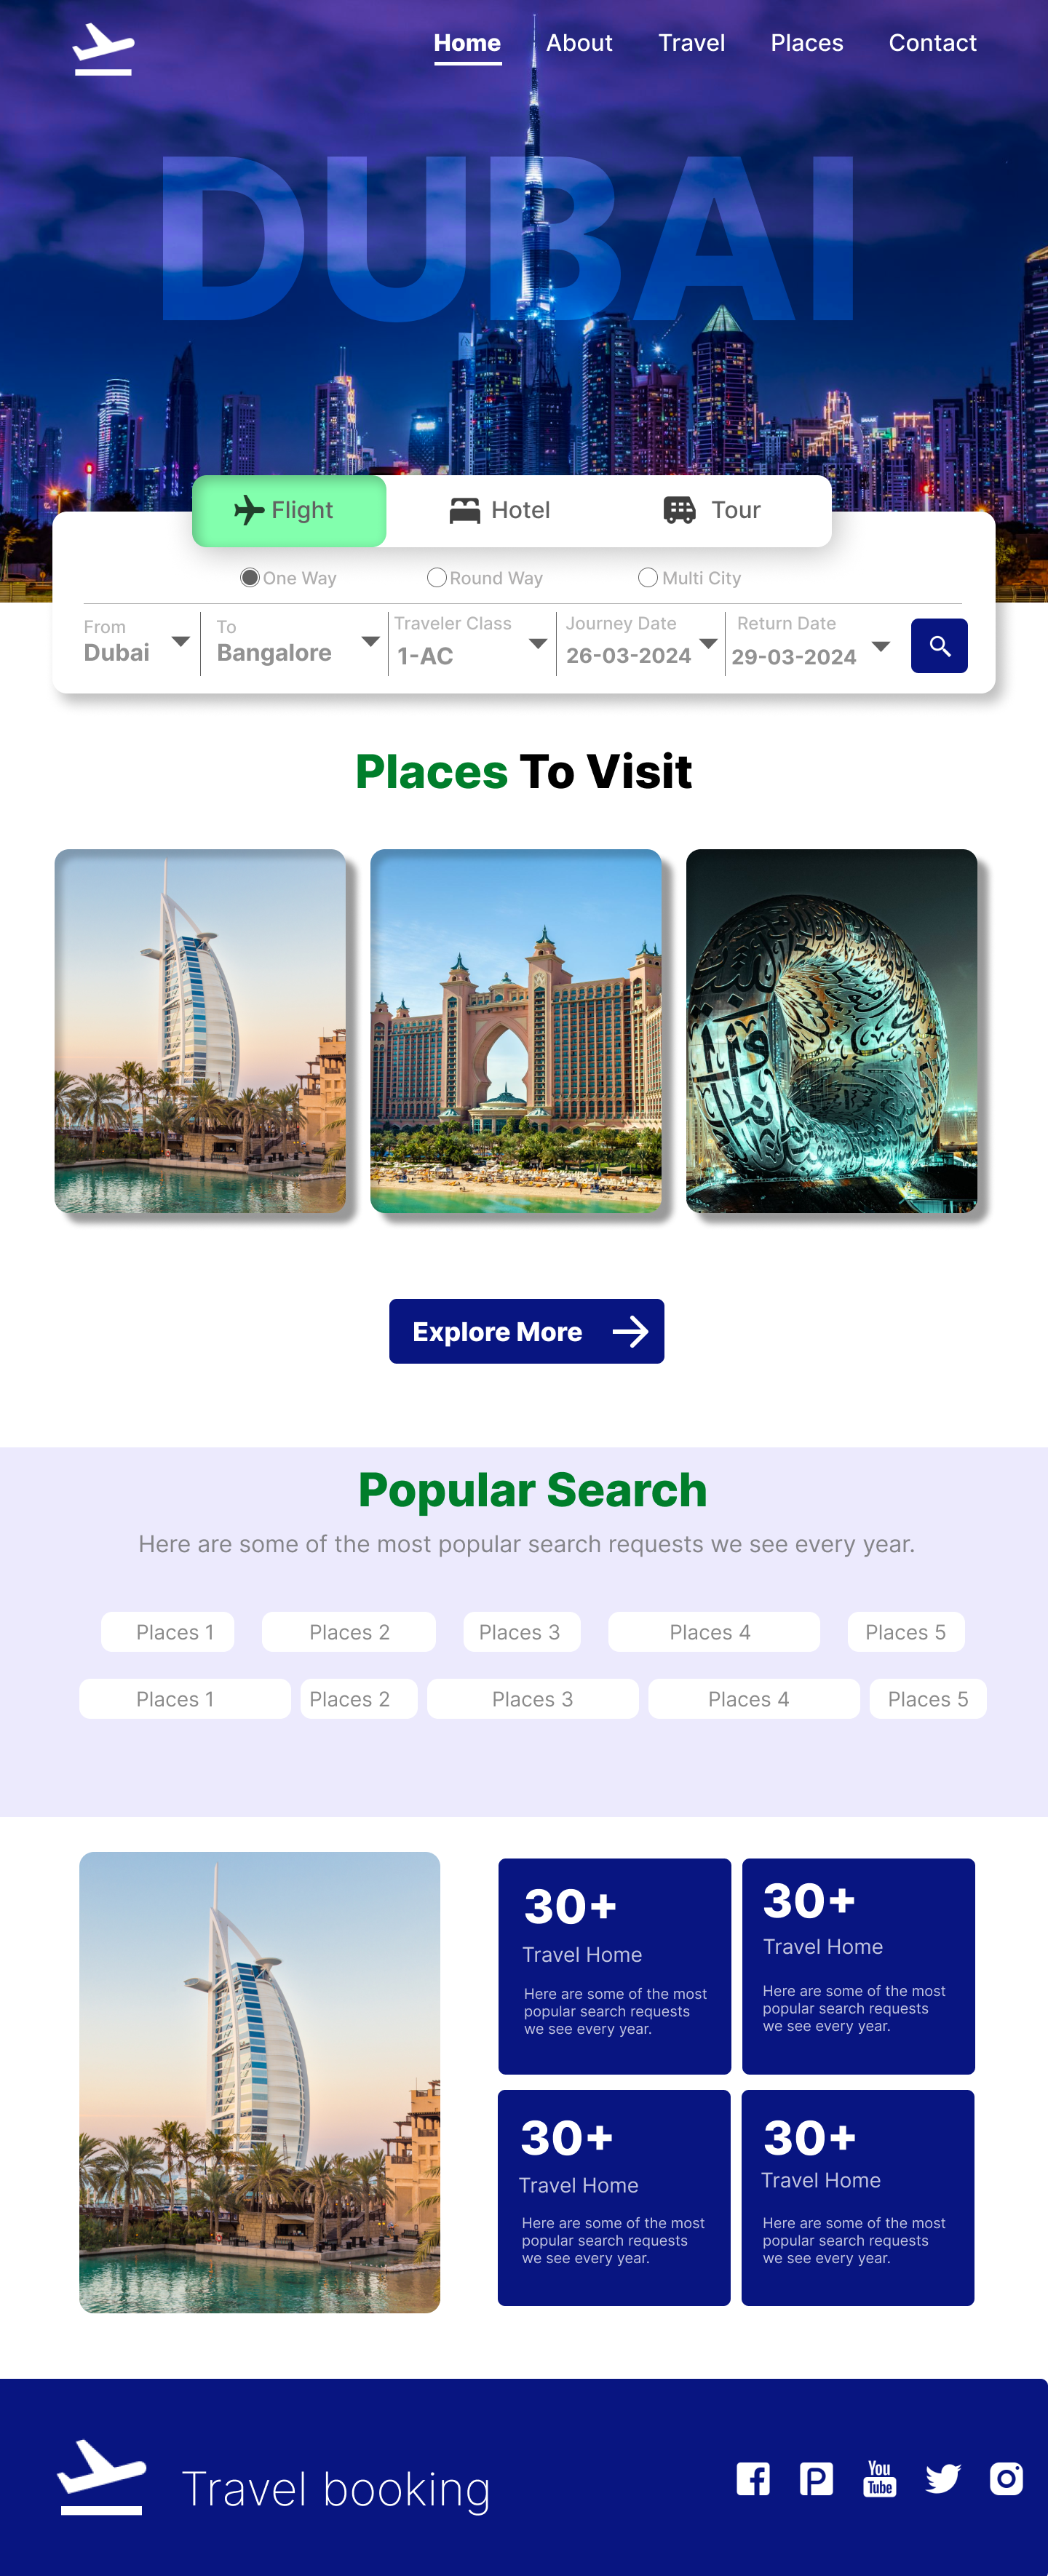 Home About Travel Places Contact
DUBAI
Flight Hotel Tour
One Way Round Way Multi City
From To Traveler Class Journey Date Return Date
Dubai Bangalore 1-AC 26-03-2024 29-03-2024
Places To Visit
Explore More
Popular Search
Here are some of the most popular search requests we see every year.
Places 1 Places 2 Places 3 Places 4 Places 5
Places 1 Places 2 Places 3 Places 4 Places 5
30+
Travel Home
Here are some of the most
popular search requests
we see every year.
30+
Travel Home
Here are some of the most
popular search requests
we see every year.
30+
Travel Home
Here are some of the most
popular search requests
we see every year.
30+
Travel Home
Here are some of the most
popular search requests
we see every year.
Travel booking
You
Tube